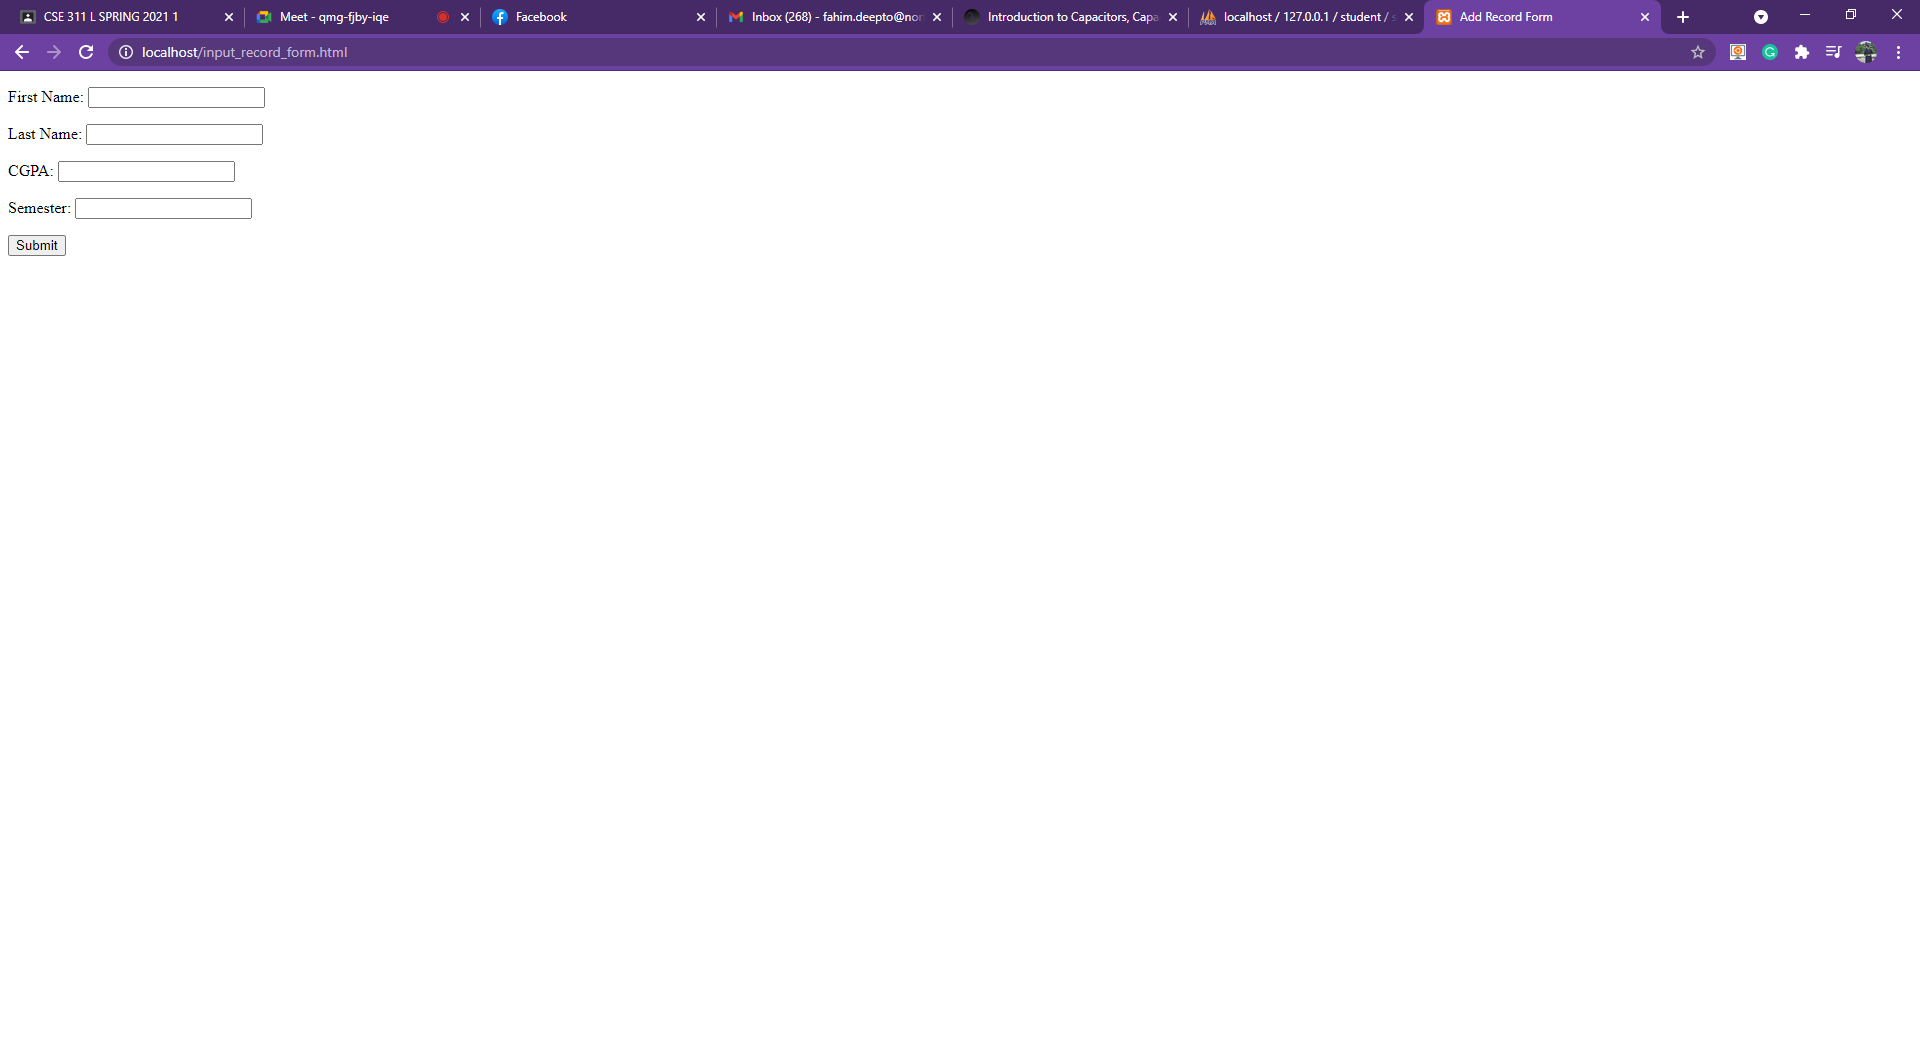 CSE 311 L SPRING 2021 1
Meet - qmg-fjby-iqe
Facebook
Inbox (268) - fahim.deepto@nor
Introduction to Capacitors, Capa
localhost / 127.0.0.1 / student / s
Add Record Form
localhost/input_record_form.html
First Name:
Last Name:
CGPA:
Semester:
Submit